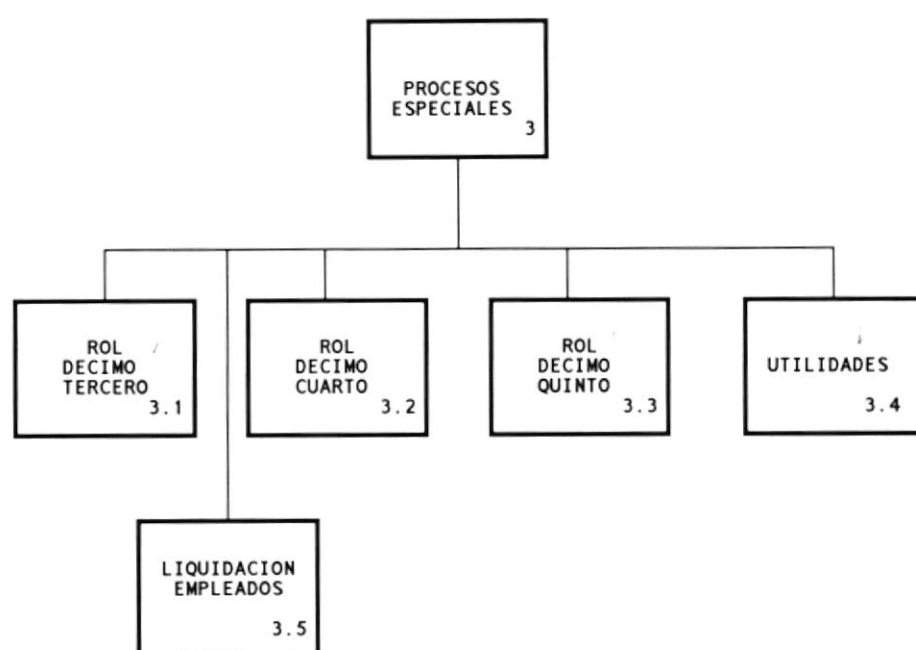 PROCESOS
ESPECIALES
3
ROL
DECIMO
TERCERO
3.1
ROL
DECIMO
CUARTO
3.2
ROL
DECIMO
QUINTO
3.3
UTILIDADES
3.4
LIQUIDACION
EMPLEADOS
3.5